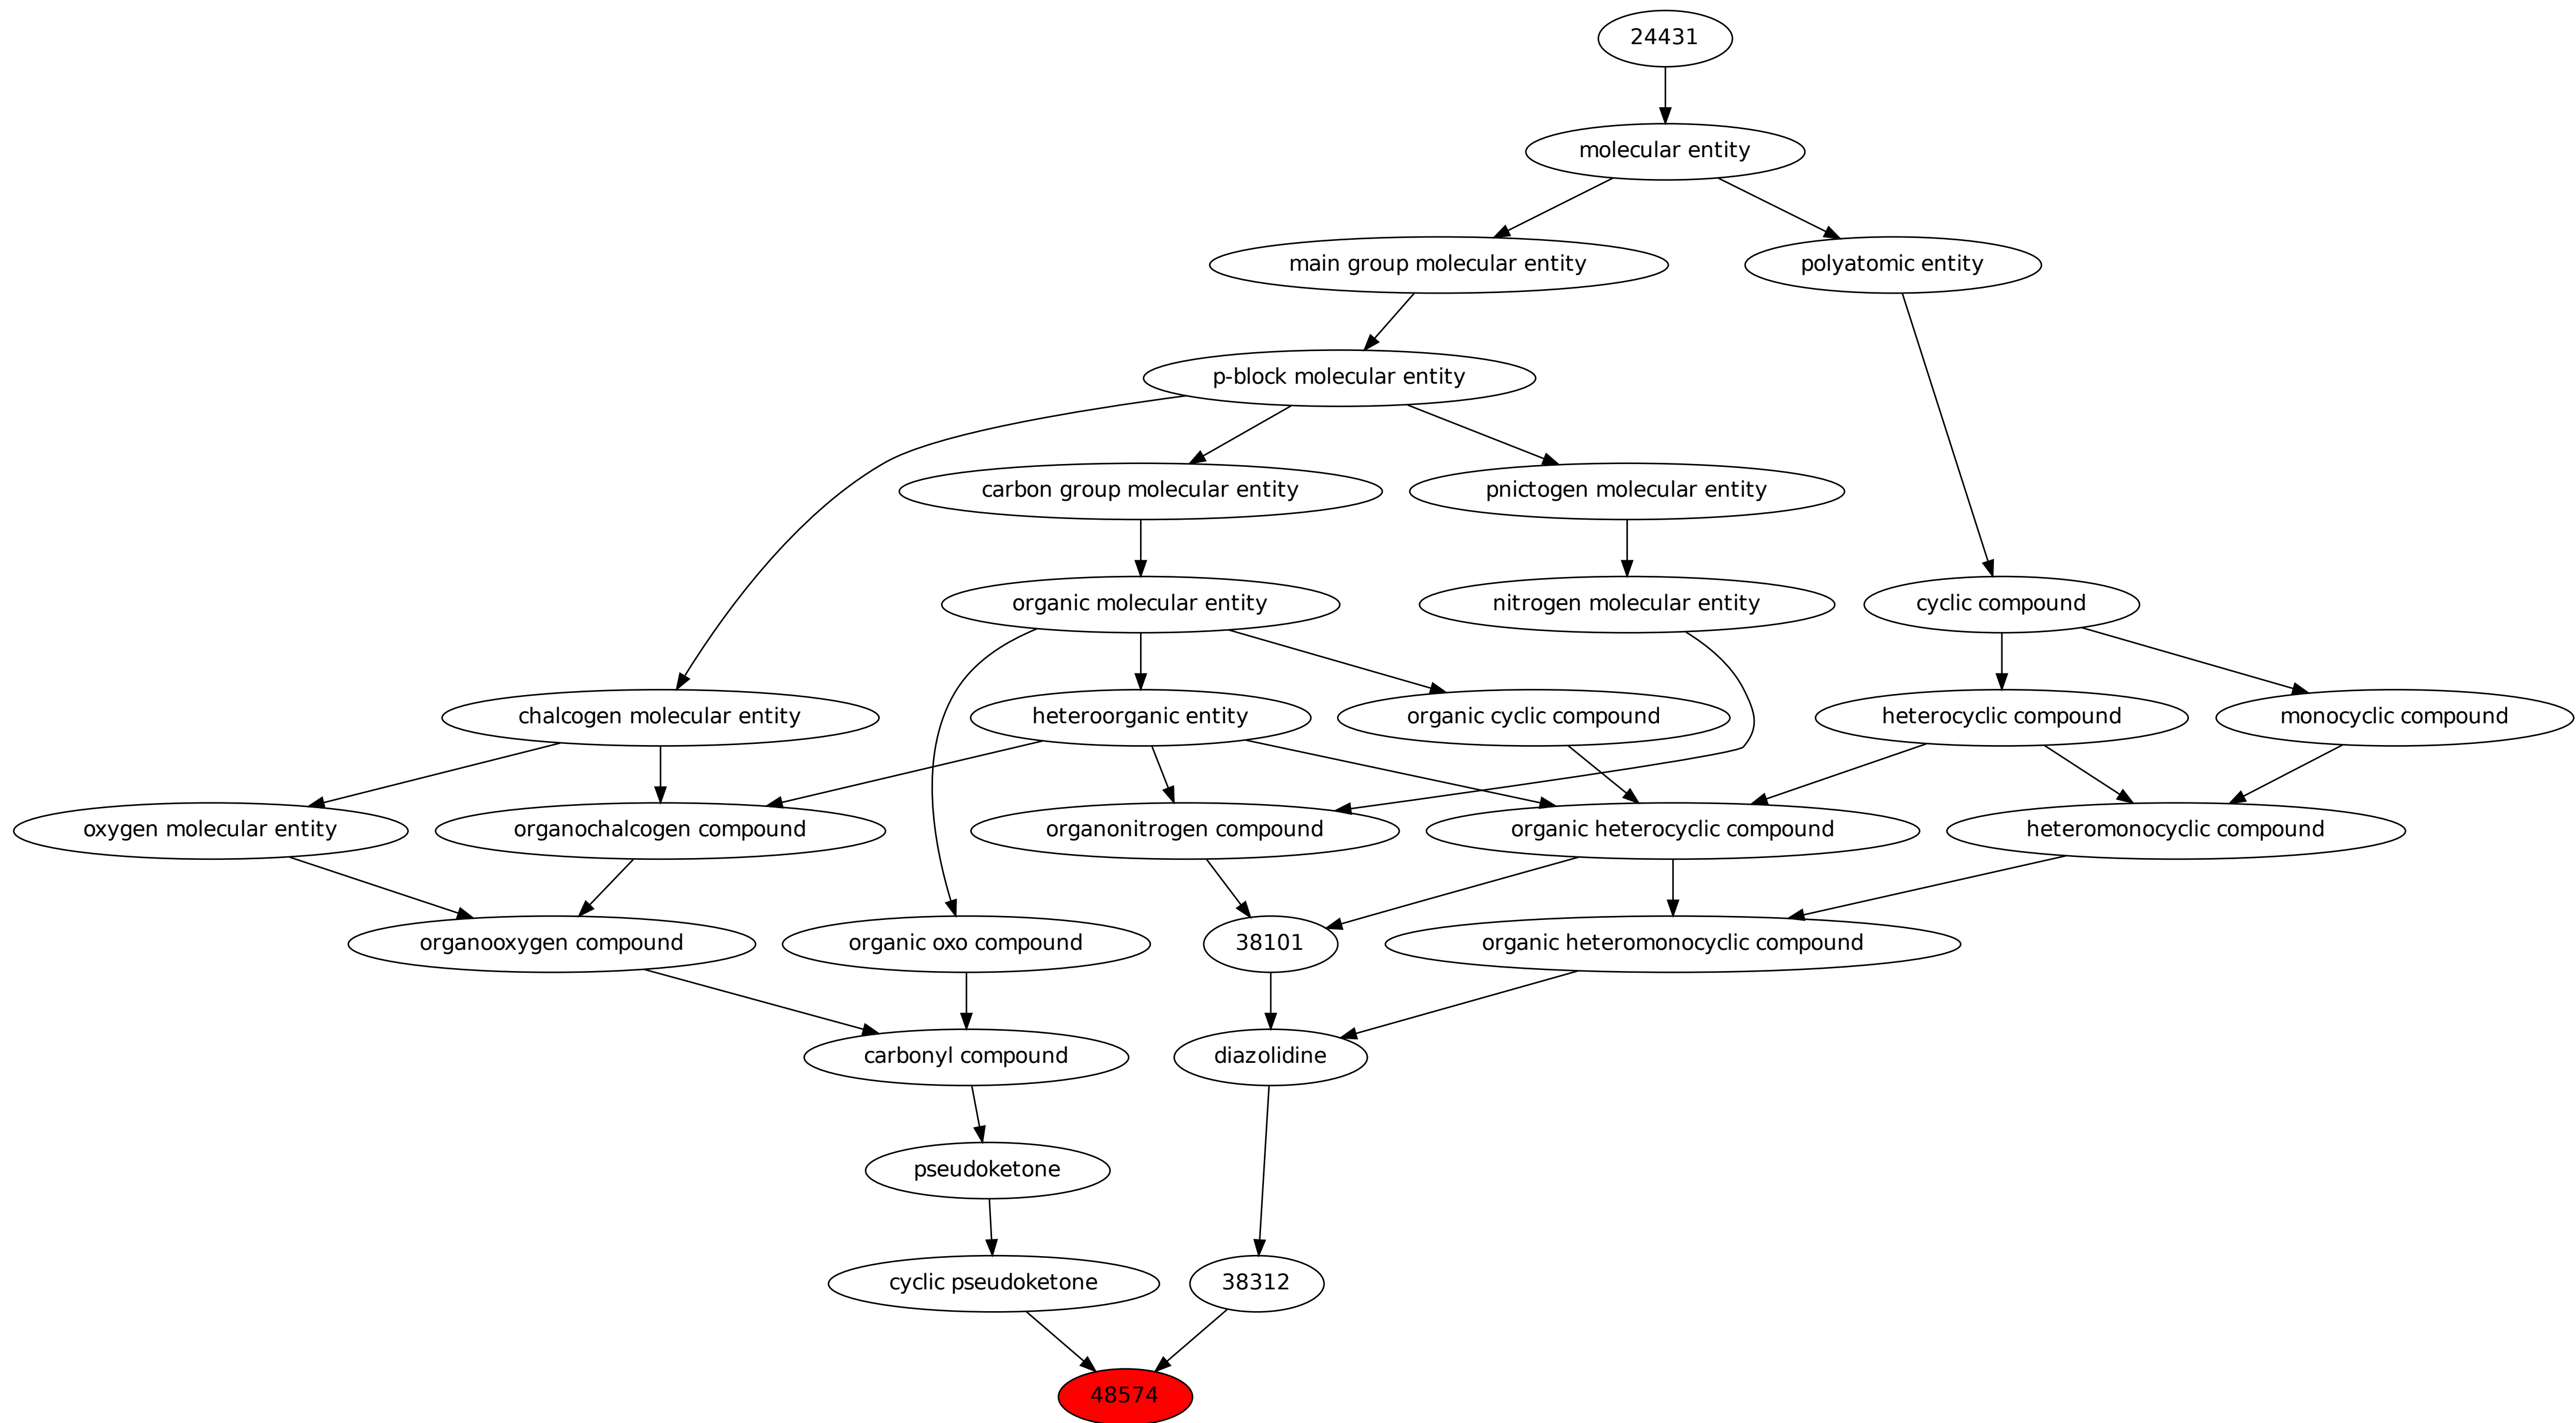 24431
molecular entity
main group molecular entity
polyatomic entity
p-block molecular entity
carbon group molecular entity
pnictogen molecular entity
organic molecular entity
nitrogen molecular entity
cyclic compound
chalcogen molecular entity
heteroorganic entity
organic cyclic compound
heterocyclic compound
monocyclic compound
oxygen molecular entity
organochalcogen compound
organonitrogen compound
organic heterocyclic compound
heteromonocyclic compound
organooxygen compound
organic oxo compound
38101
organic heteromonocyclic compound
carbonyl compound
diazolidine
pseudoketone
cyclic pseudoketone
38312
48574